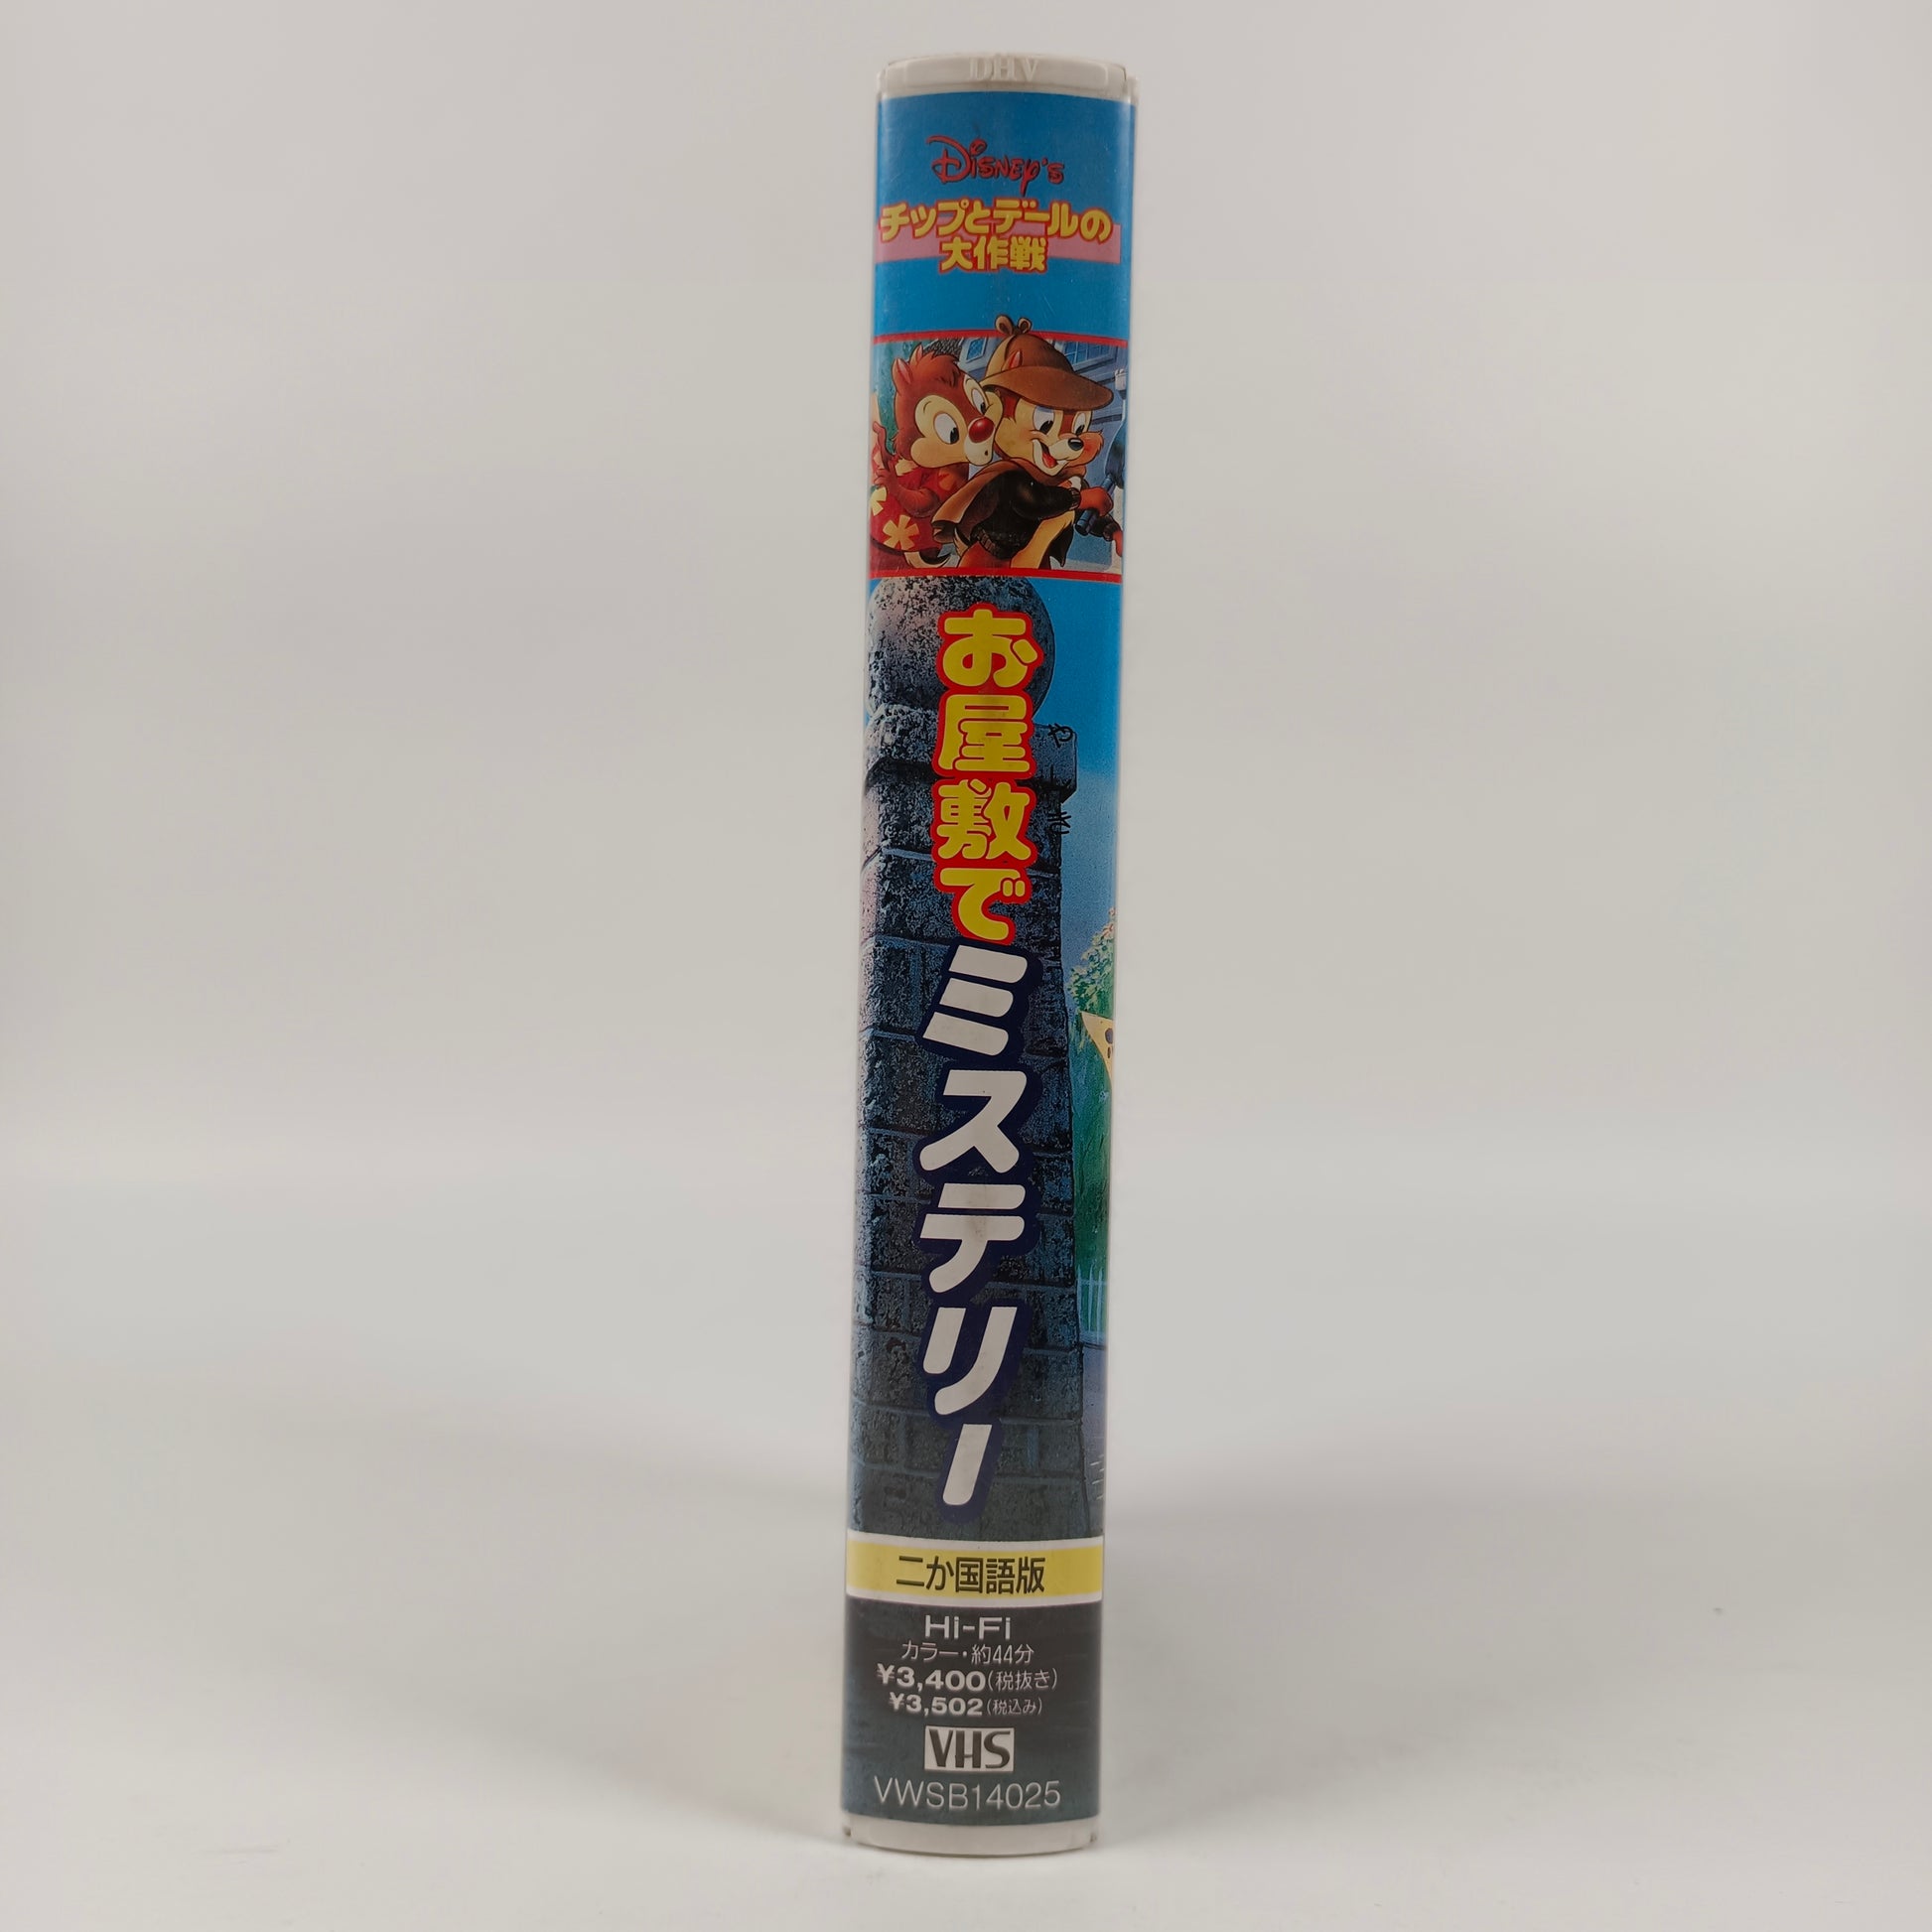 DHV
Disney's
チップとデールの
大作戦
お屋敷でミステリー
やしき
二か国語版
Hi-Fi
カラー・約44分
¥3,400(税抜き)
¥3,502(税込み)
VHS
VWSB14025